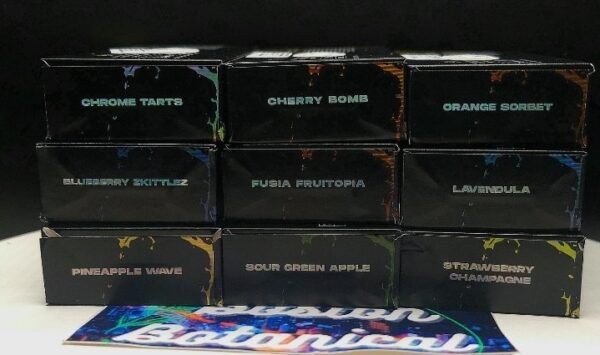 CHROME TARTS
CHERRY BOMB
ORANGE SORBET
BLUEBERRY ZKITTLEZ
FUSIA FRUITOPIA
LAVENDULA
PINEAPPLE WAVE
SOUR GREEN APPLE
STRAWBERRY
CHAMPAGNE
Botanical